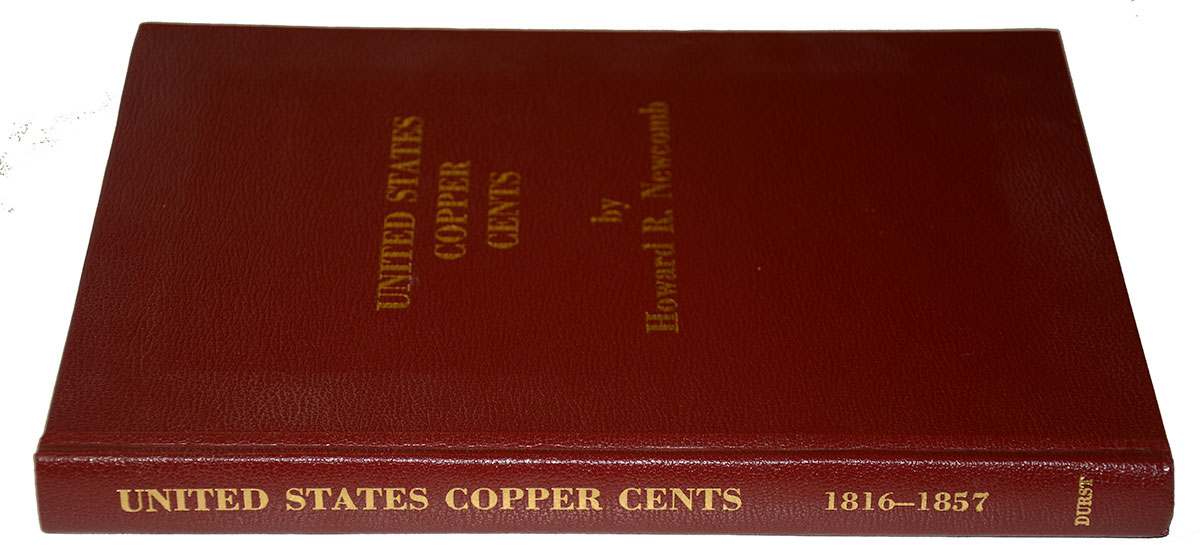 UNITED STATES
COPPER
CENTS
by
Howard R. Newcomb
UNITED STATES COPPER CENTS 1816–1857
DURST